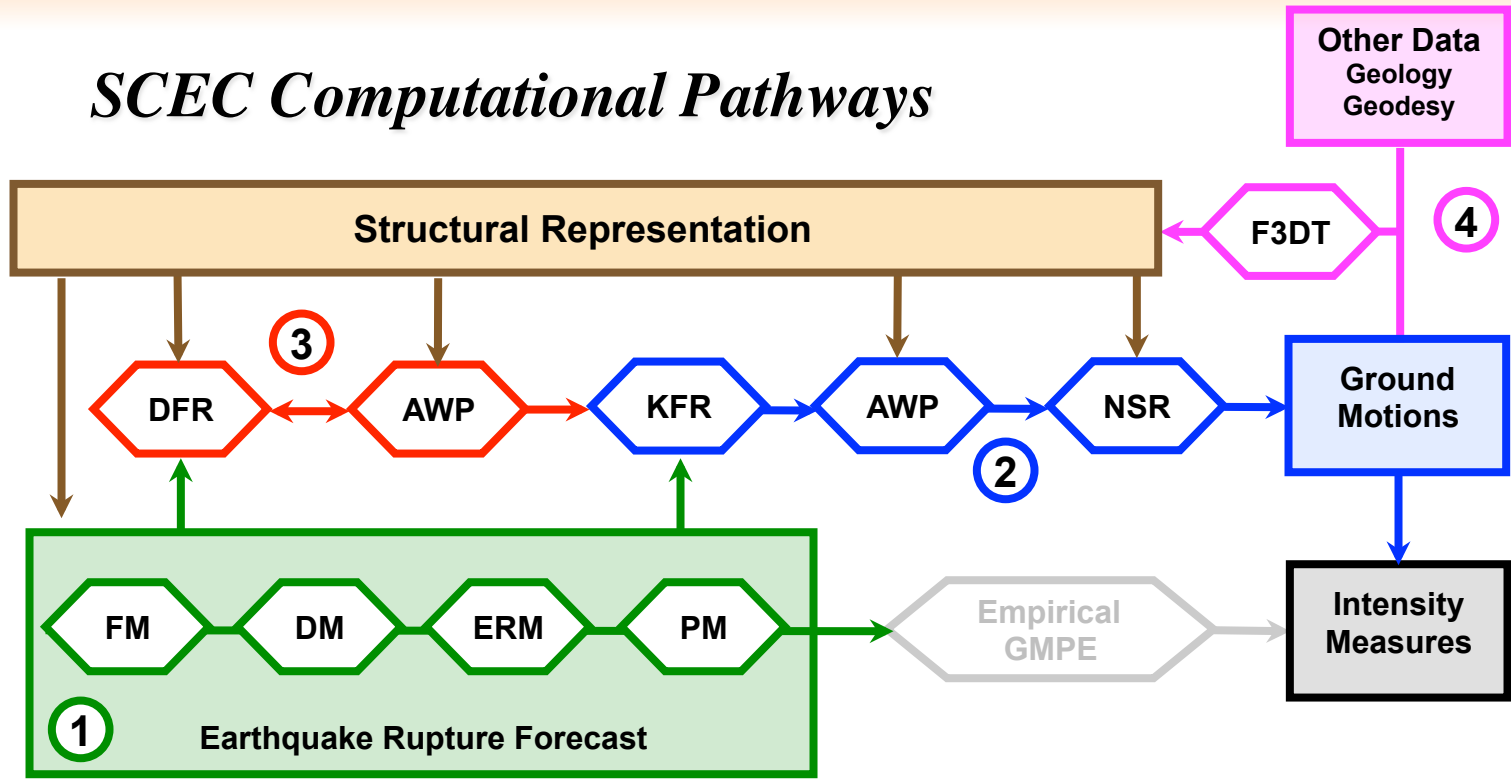 SCEC Computational Pathways
Other Data
Geology
Geodesy
Structural Representation
F3DT
4
3
DFR
AWP
KFR
AWP
NSR
Ground
Motions
2
FM
DM
ERM
PM
Empirical
GMPE
Intensity
Measures
1
Earthquake Rupture Forecast